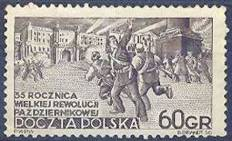 35 ROCZNICA
WIELKIEJ REWOLUCJI
PAŹDZIERNIKOWEJ
POCZTA POLSKA
60GR